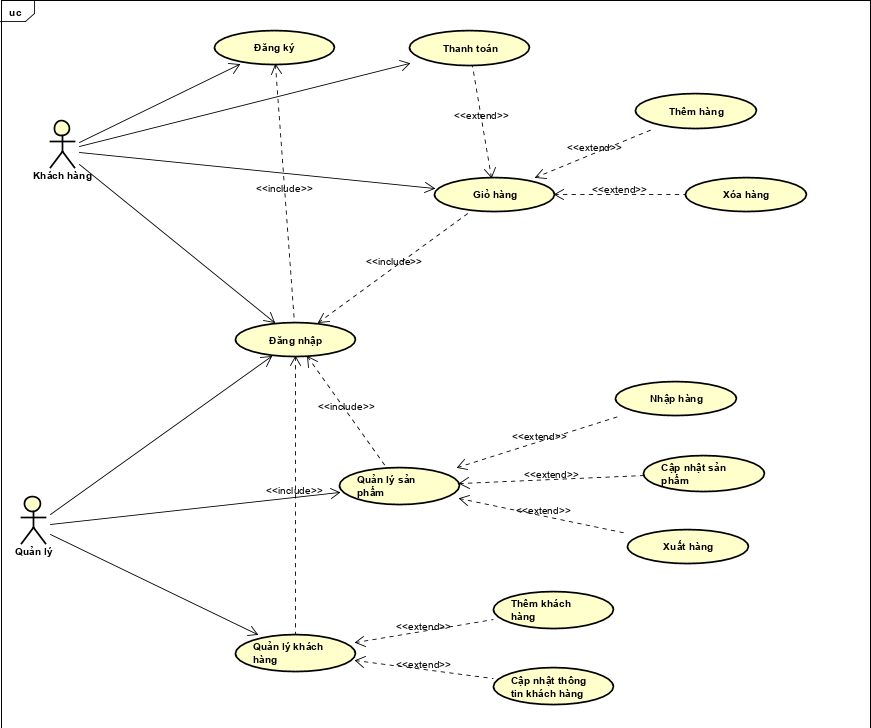 uc
Đăng ký
Thanh toán
<<extend>>
Thêm hàng
<<extend>>
Khách hàng
<<include>>
Giỏ hàng
<<extend>>
Xóa hàng
<<include>>
Đăng nhập
<<include>>
Nhập hàng
<<extend>>
Quản lý sản
phẩm
<<extend>>
Cập nhật sản
phẩm
<<include>>
<<extend>>
Xuất hàng
Quản lý
Thêm khách
hàng
<<extend>>
Quản lý khách
hàng
<<extend>>
Cập nhật thông
tin khách hàng